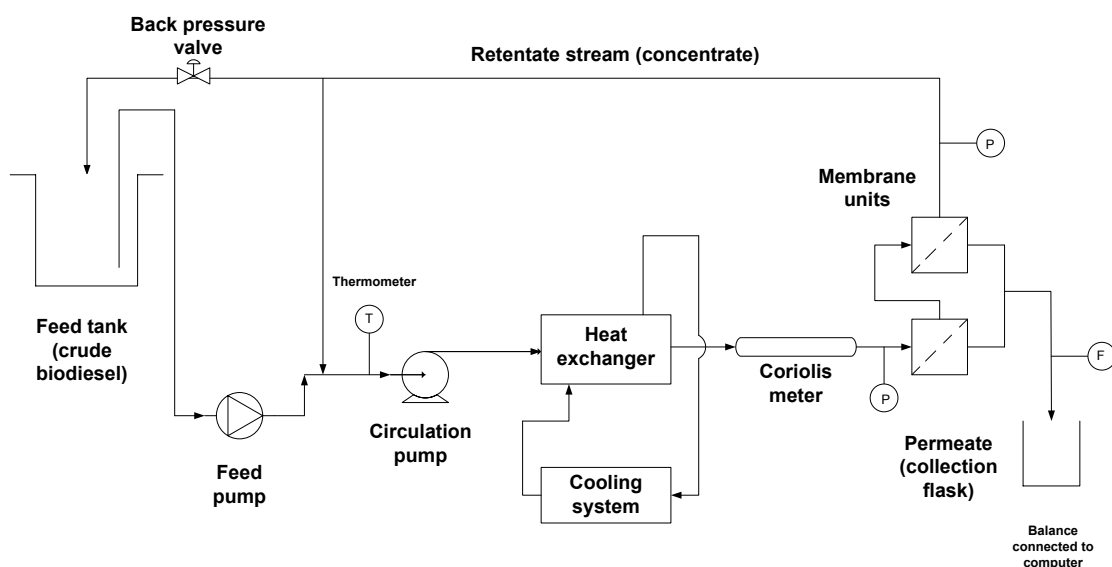 Back pressure
valve
Retentate stream (concentrate)
P
Membrane
units
Thermometer
T
Feed tank
(crude
biodiesel)
Heat
exchanger
Coriolis
meter
P
F
Circulation
pump
Feed
pump
Cooling
system
Permeate
(collection
flask)
Balance
connected to
computer